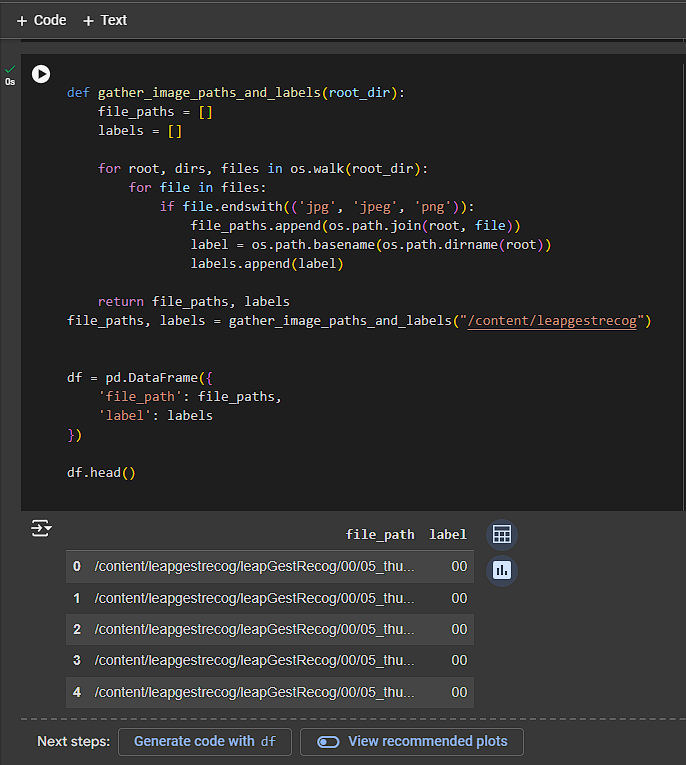 + Code + Text
0s
def gather_image_paths_and_labels(root_dir):
    file_paths = []
    labels = []
    for root, dirs, files in os.walk(root_dir):
        for file in files:
            if file.endswith(('jpg', 'jpeg', 'png')):
                file_paths.append(os.path.join(root, file))
                label = os.path.basename(os.path.dirname(root))
                labels.append(label)
    return file_paths, labels
file_paths, labels = gather_image_paths_and_labels("/content/leapgestrecog")
df = pd.DataFrame({
    'file_path': file_paths,
    'label': labels
})
df.head()
file_path label
0 /content/leapgestrecog/leapGestRecog/00/05_thu... 00
1 /content/leapgestrecog/leapGestRecog/00/05_thu... 00
2 /content/leapgestrecog/leapGestRecog/00/05_thu... 00
3 /content/leapgestrecog/leapGestRecog/00/05_thu... 00
4 /content/leapgestrecog/leapGestRecog/00/05_thu... 00
Next steps: Generate code with df View recommended plots